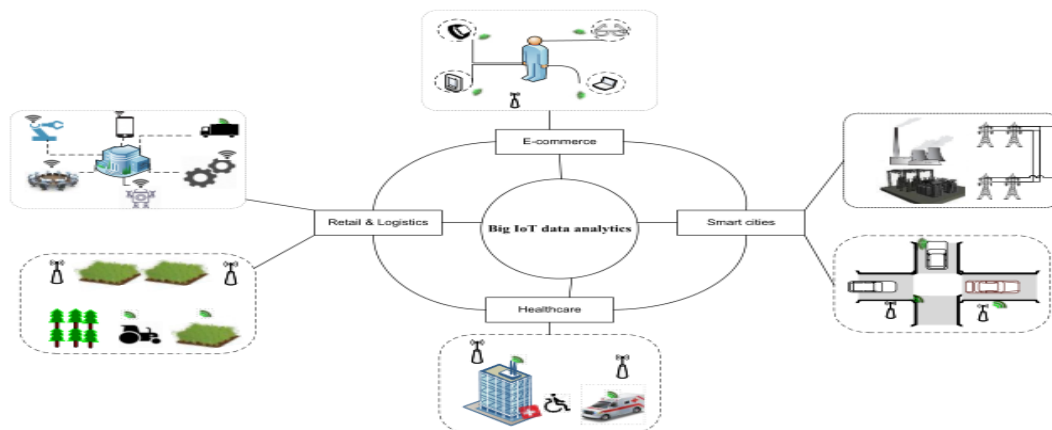 E-commerce
Retail & Logistics
Big IoT data analytics
Smart cities
Healthcare